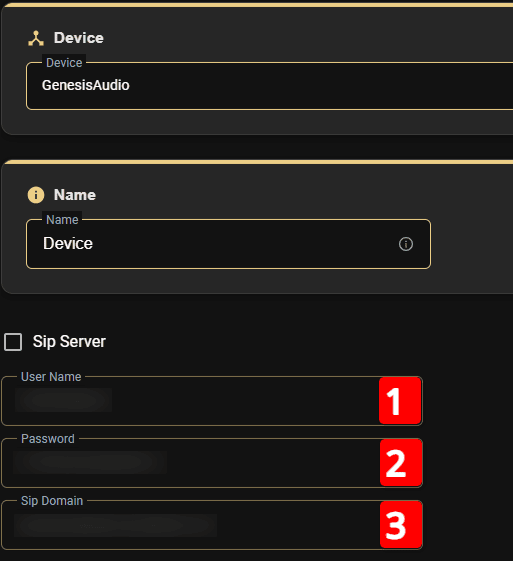 Device
Device
GenesisAudio
Name
Name
Device
Sip Server
User Name
1
Password
2
Sip Domain
3